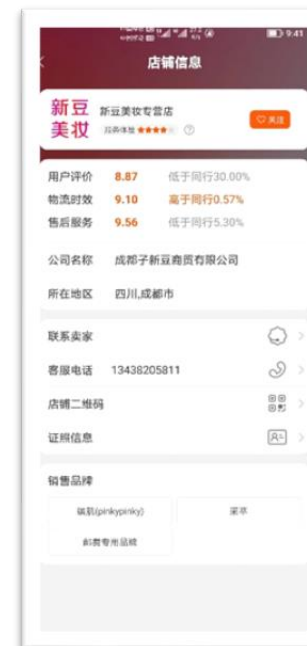 9:41
店铺信息
新豆
美妆
新豆美妆专营店
关注
用户评价 8.87 低于同行30.00%
物流时效 9.10 高于同行0.57%
售后服务 9.56 低于同行5.30%
公司名称 成都子新豆商贸有限公司
所在地区 四川,成都市
联系卖家
客服电话 13438205811
店铺二维码
证照信息
销售品牌
(pinkypinky)
邮费专用品牌